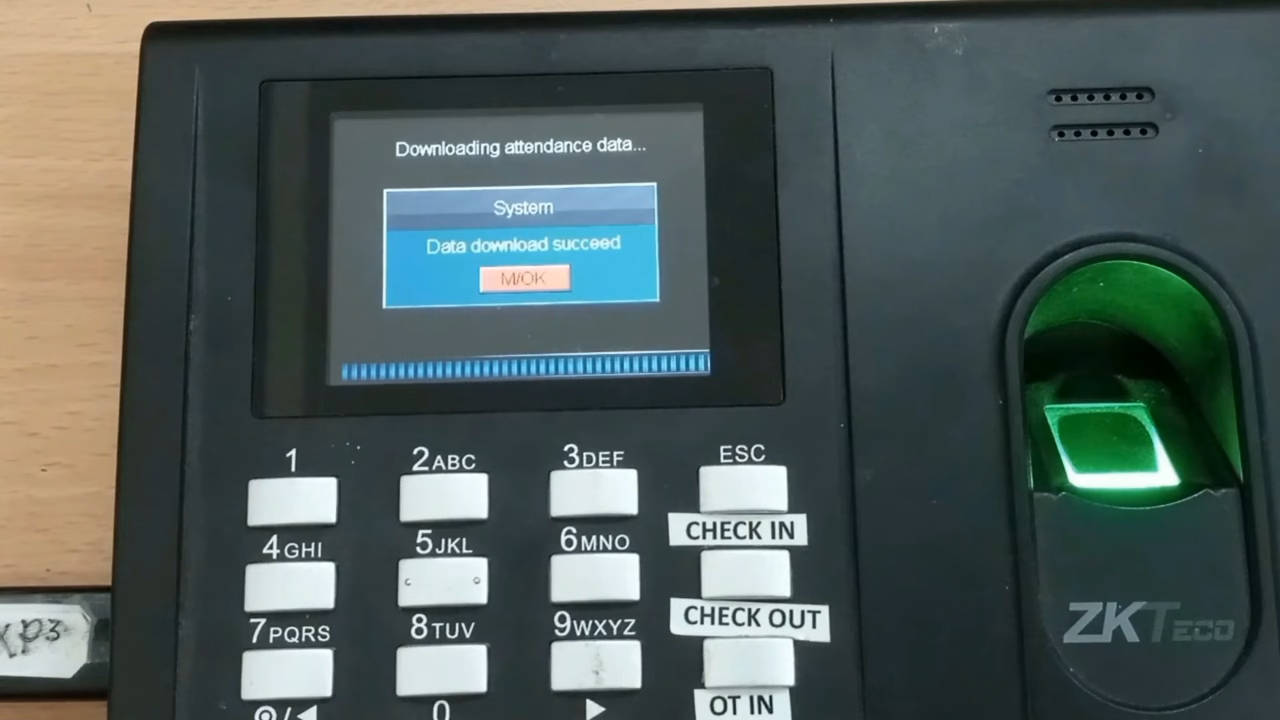 Downloading attendance data...
System
Data download succeed
M/OK
1
2ABC
3DEF
ESC
CHECK IN
4GHI
5JKL
6MNO
CHECK OUT
7PQRS
8TUV
9WXYZ
OT IN
0
ZKTECO